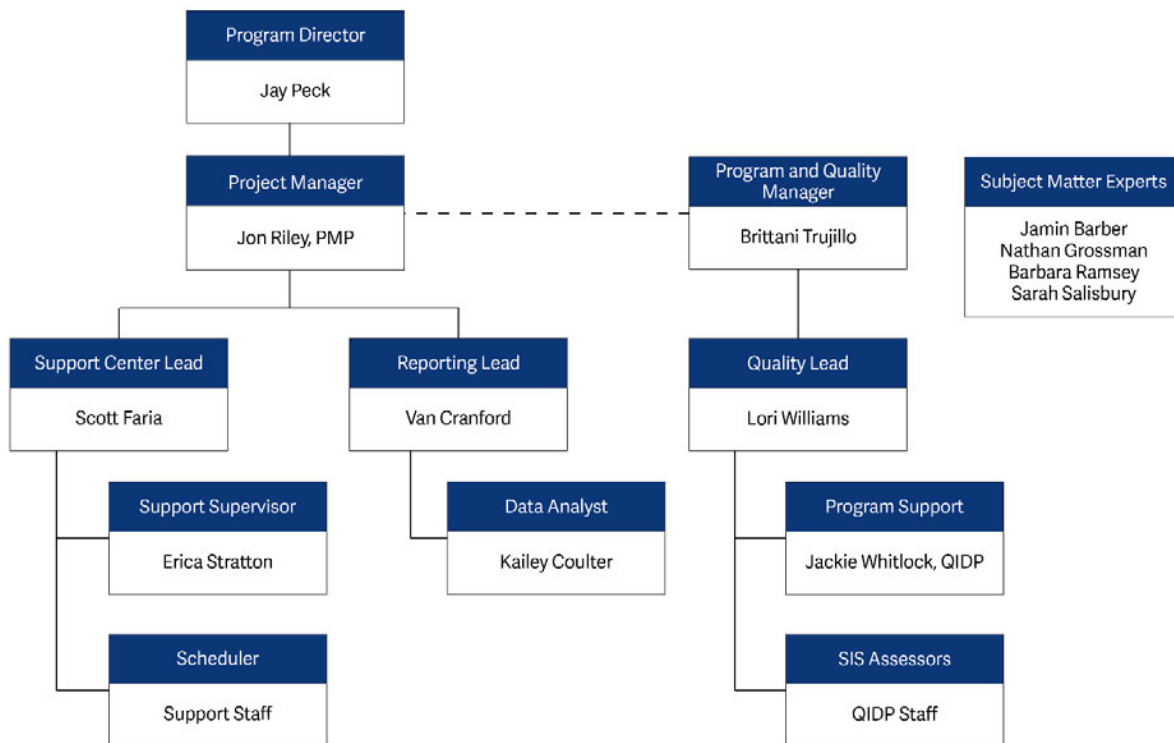 Program Director
Jay Peck
Project Manager
Jon Riley, PMP
Program and Quality
Manager
Brittani Trujillo
Subject Matter Experts
Jamin Barber
Nathan Grossman
Barbara Ramsey
Sarah Salisbury
Support Center Lead
Scott Faria
Reporting Lead
Van Cranford
Quality Lead
Lori Williams
Support Supervisor
Erica Stratton
Data Analyst
Kailey Coulter
Program Support
Jackie Whitlock, QIDP
Scheduler
Support Staff
SIS Assessors
QIDP Staff